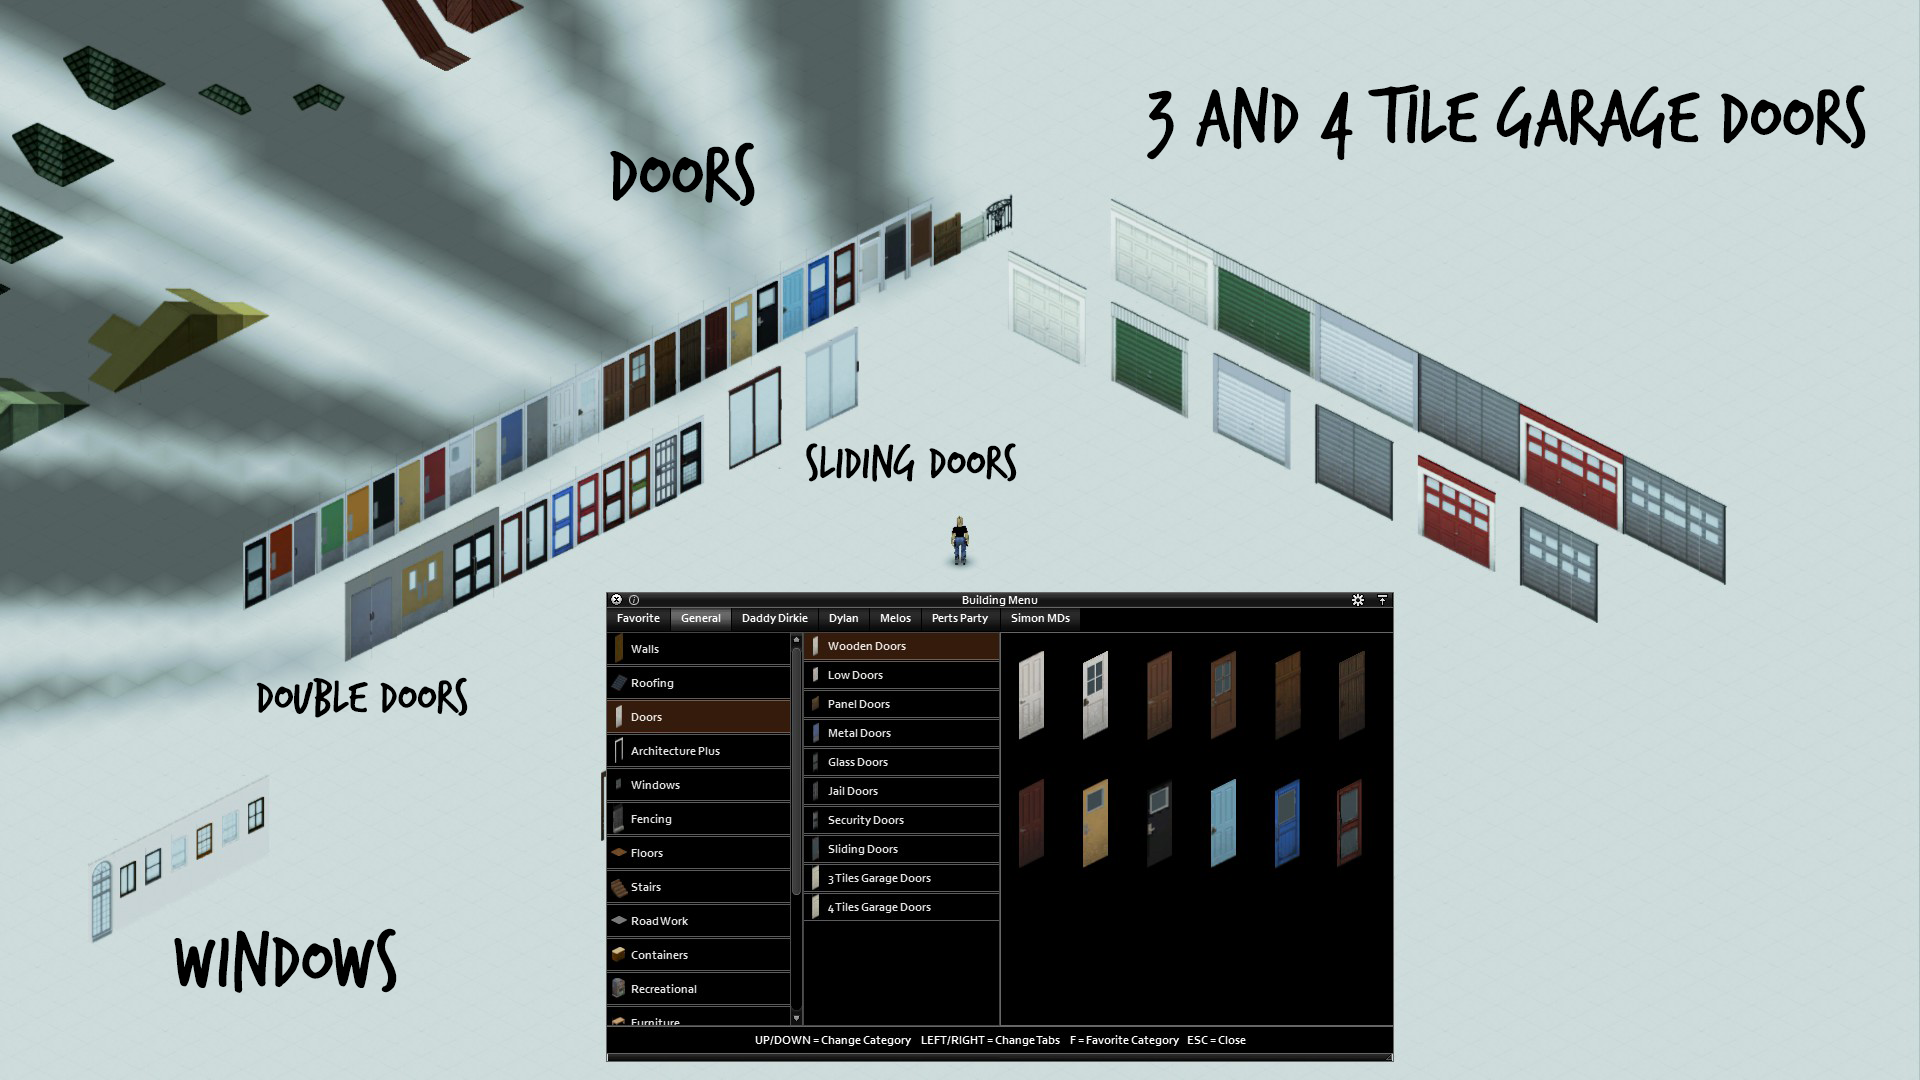 3 AND 4 TILE GARAGE DOORS
DOORS
SLIDING DOORS
DOUBLE DOORS
WINDOWS
Building Menu
Favorite General Daddy Dirkie Dylan Melos Perts Party Simon MDs
Walls
Roofing
Doors
Architecture Plus
Windows
Fencing
Floors
Stairs
Road Work
Containers
Recreational
Furniture
Wooden Doors
Low Doors
Panel Doors
Metal Doors
Glass Doors
Jail Doors
Security Doors
Sliding Doors
3 Tiles Garage Doors
4 Tiles Garage Doors
UP/DOWN = Change Category LEFT/RIGHT = Change Tabs F = Favorite Category ESC = Close